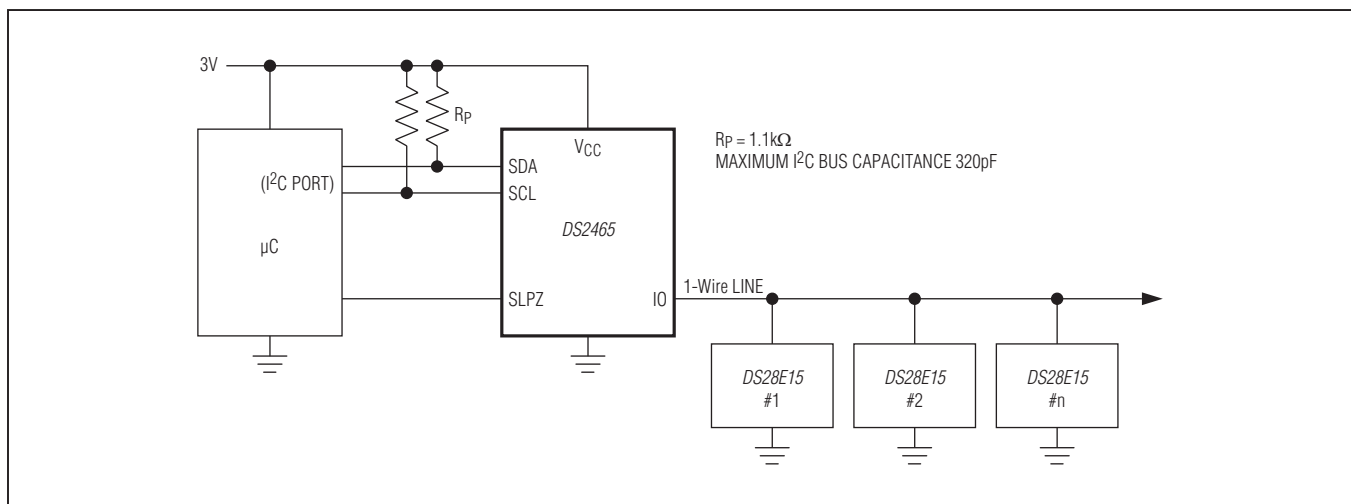 3V
RP
VCC
RP = 1.1kΩ
MAXIMUM I²C BUS CAPACITANCE 320pF
SDA
(I²C PORT)
SCL
DS2465
µC
1-Wire LINE
SLPZ
IO
DS28E15
#1
DS28E15
#2
DS28E15
#n